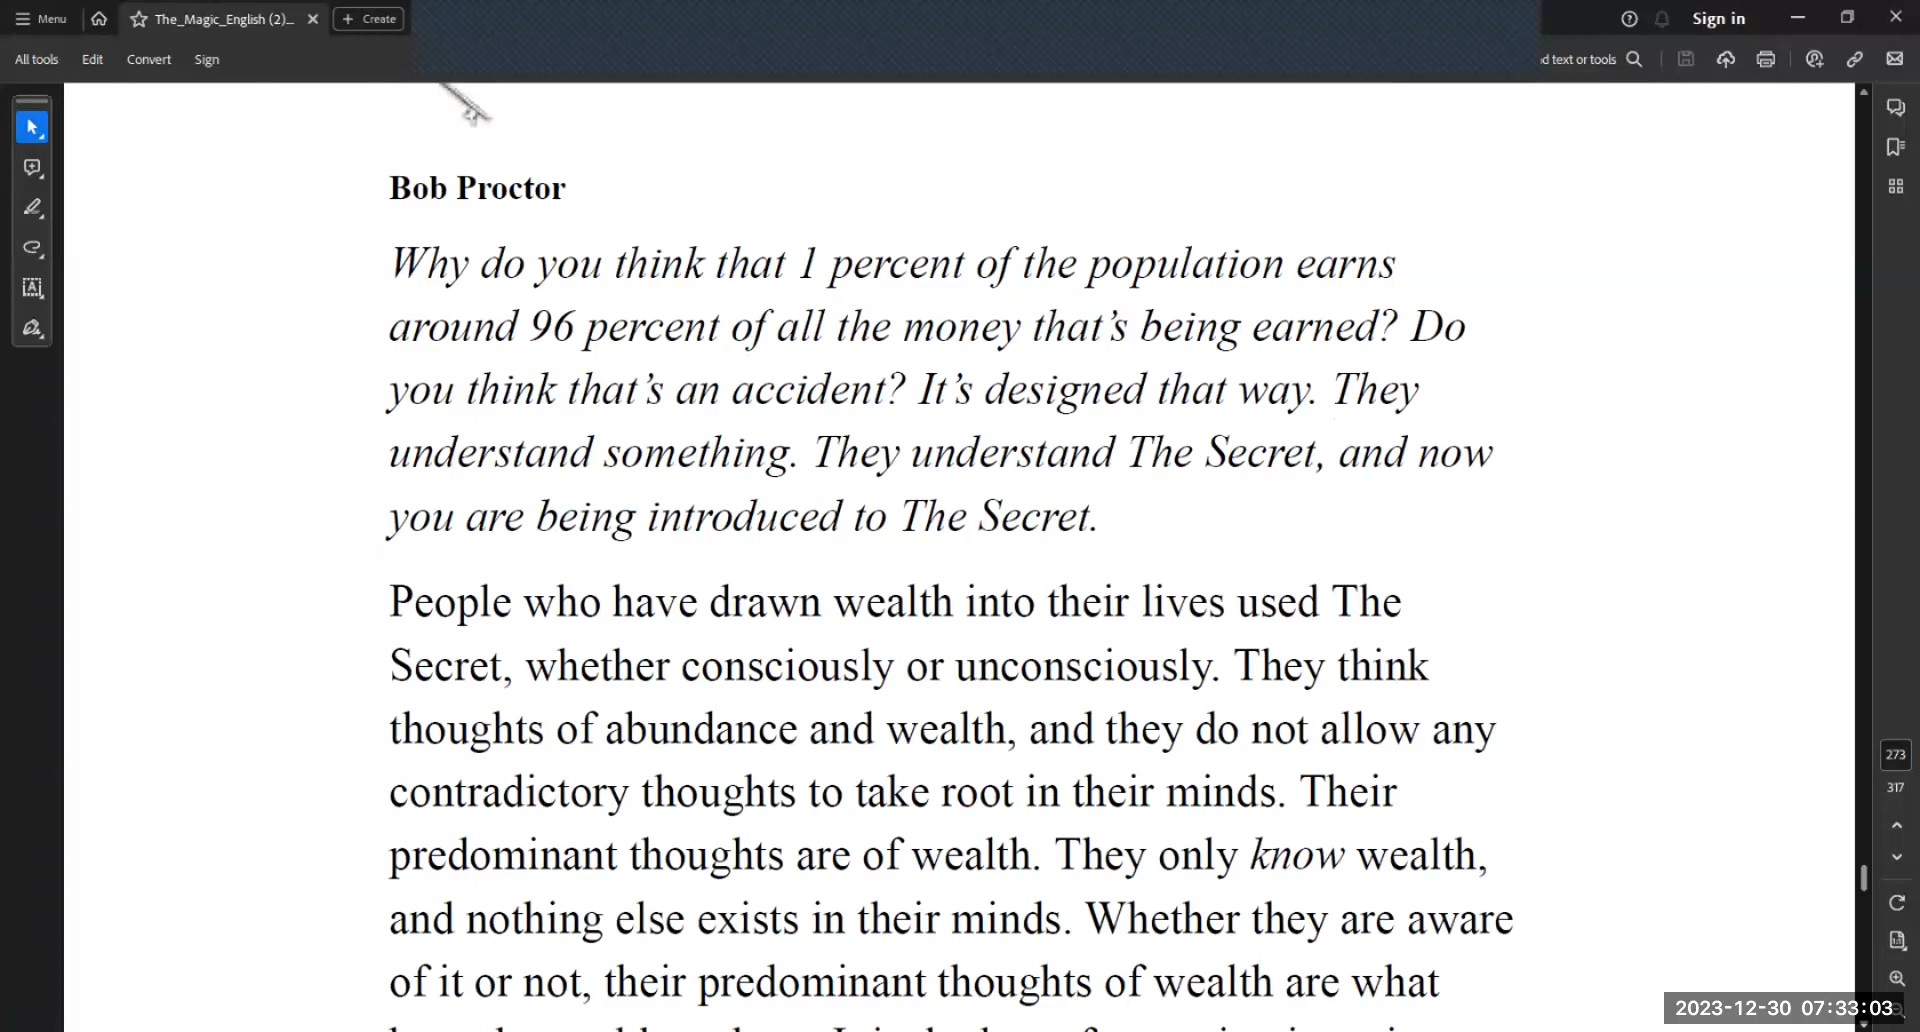 Menu
The_Magic_English (2)...
Create
Sign in
All tools
Edit
Convert
Sign
d text or tools
Bob Proctor
Why do you think that 1 percent of the population earns
around 96 percent of all the money that’s being earned? Do
you think that’s an accident? It’s designed that way. They
understand something. They understand The Secret, and now
you are being introduced to The Secret.
People who have drawn wealth into their lives used The
Secret, whether consciously or unconsciously. They think
thoughts of abundance and wealth, and they do not allow any
contradictory thoughts to take root in their minds. Their
predominant thoughts are of wealth. They only know wealth,
and nothing else exists in their minds. Whether they are aware
of it or not, their predominant thoughts of wealth are what
273
317
2023-12-30 07:33:03